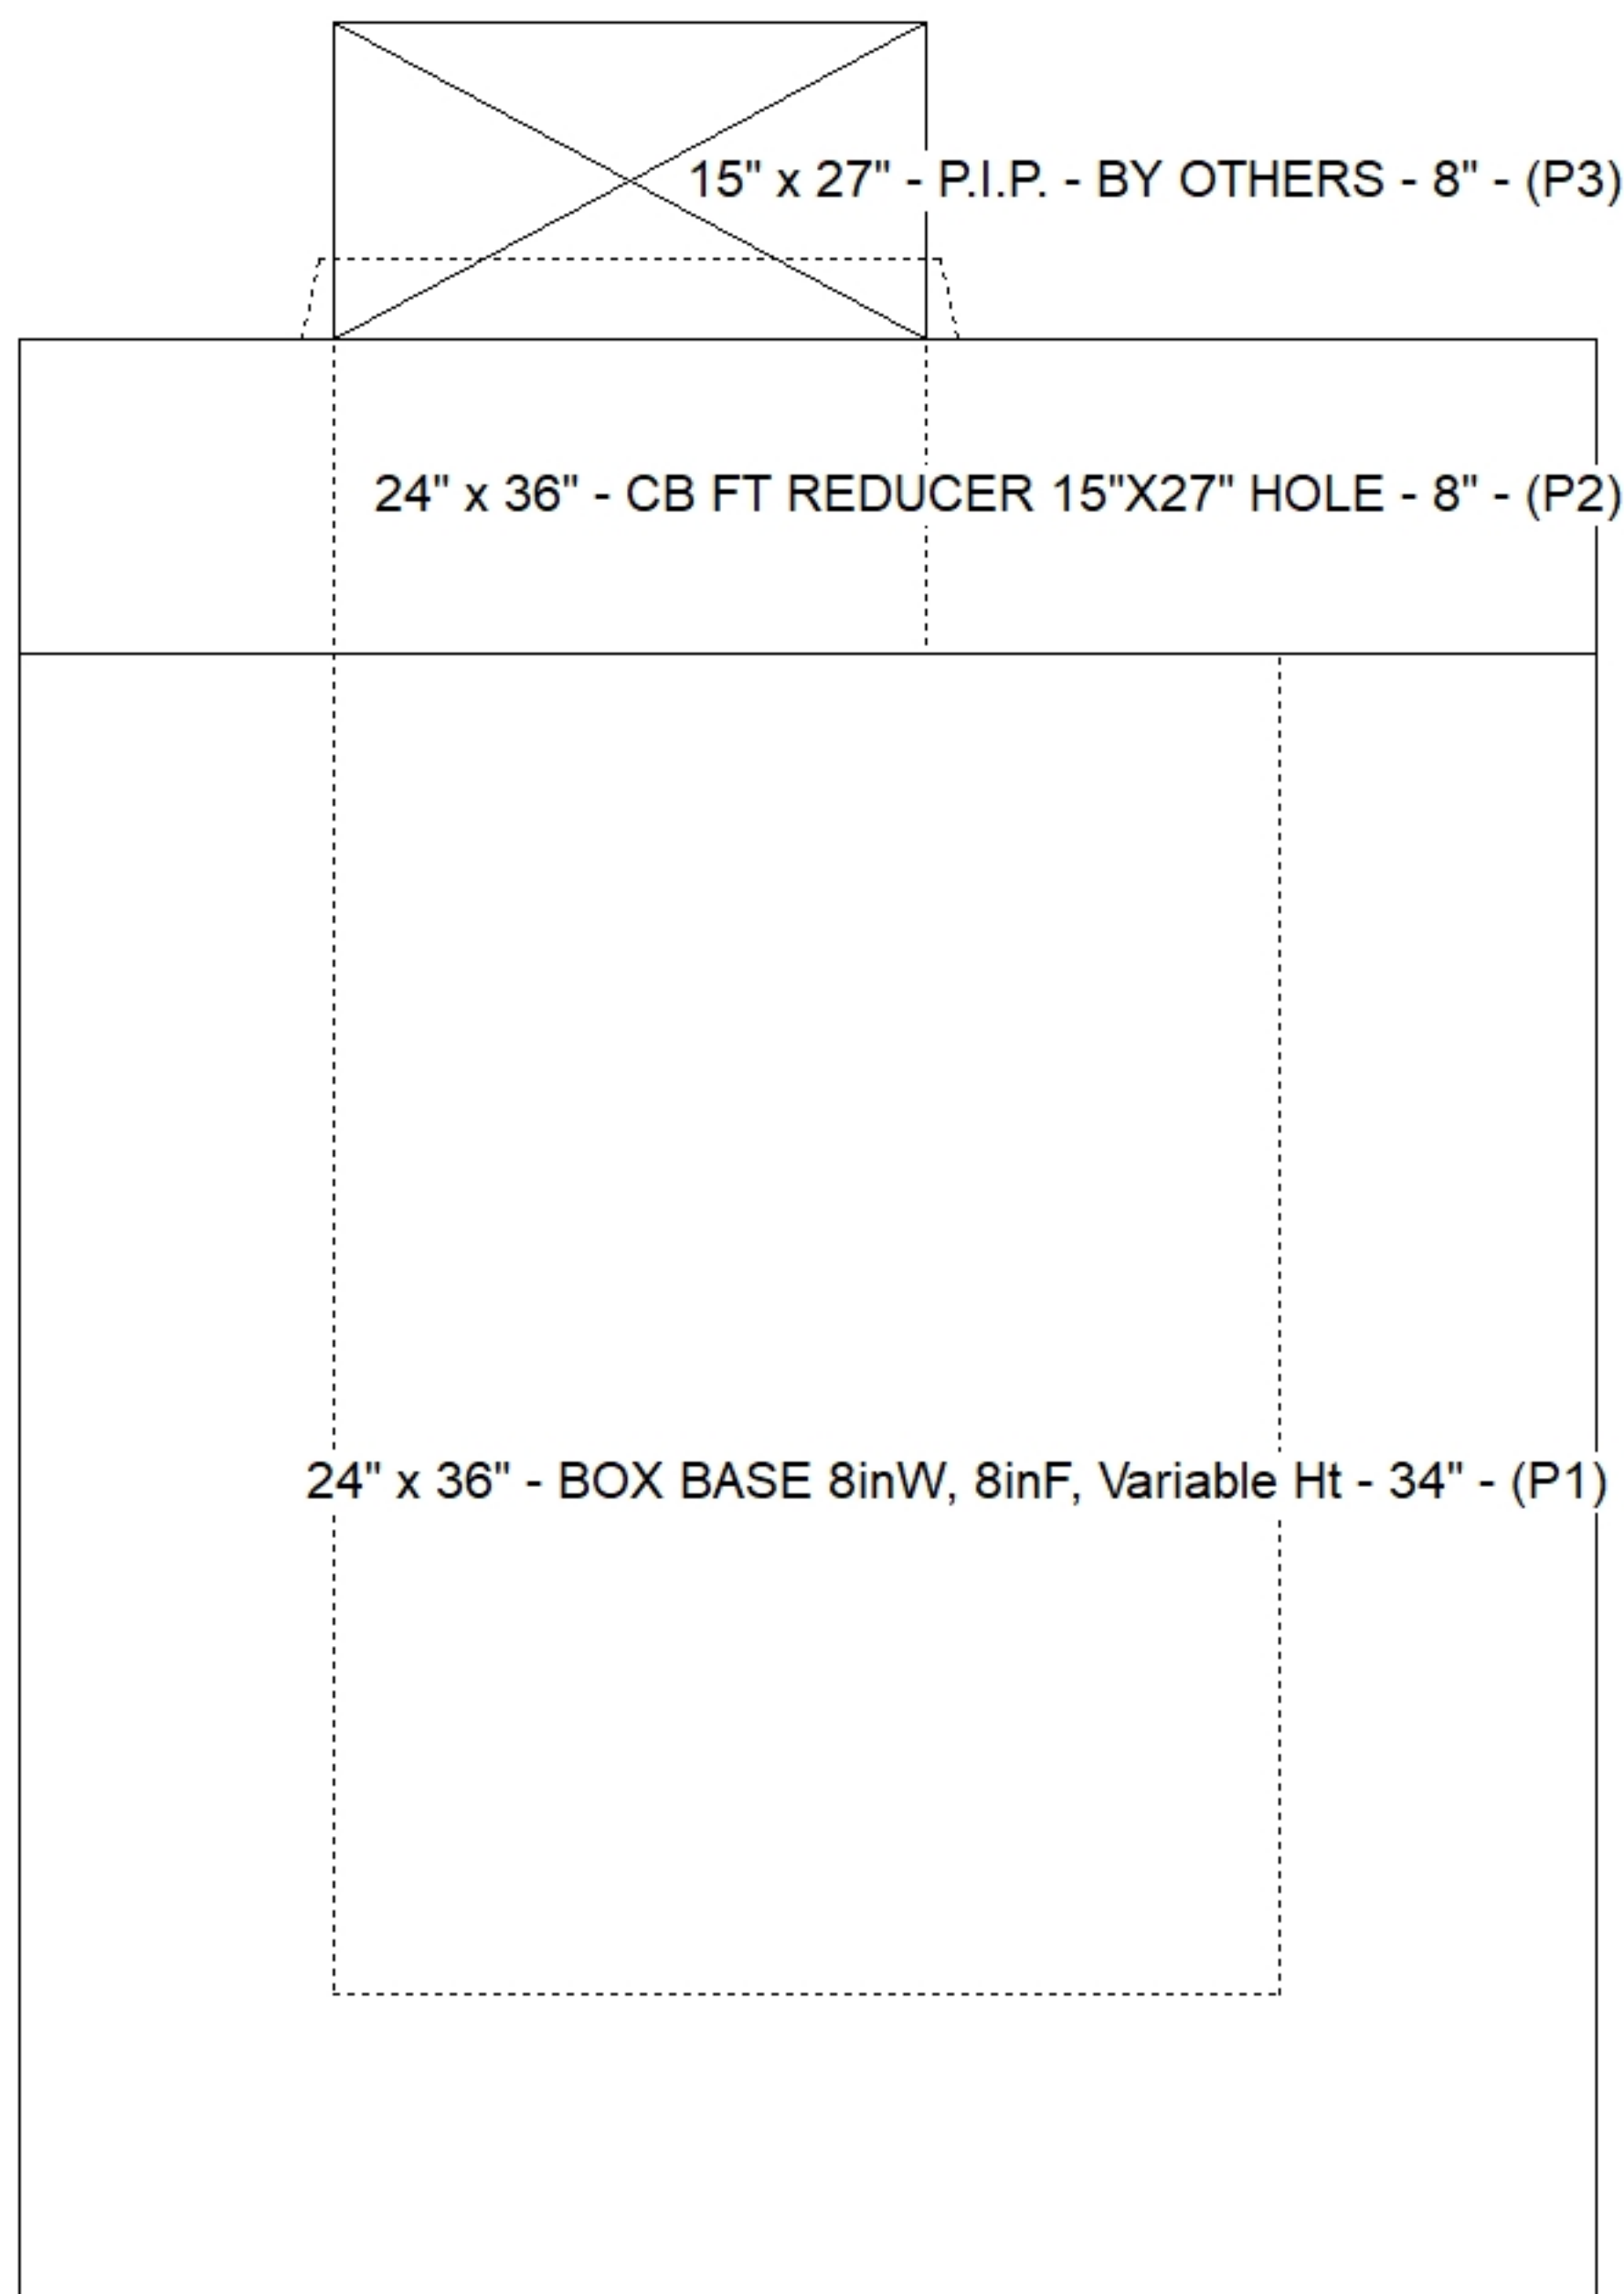 15" x 27" - P.I.P. - BY OTHERS - 8" - (P3)
24" x 36" - CB FT REDUCER 15"X27" HOLE - 8" - (P2)
24" x 36" - BOX BASE 8inW, 8inF, Variable Ht - 34" - (P1)